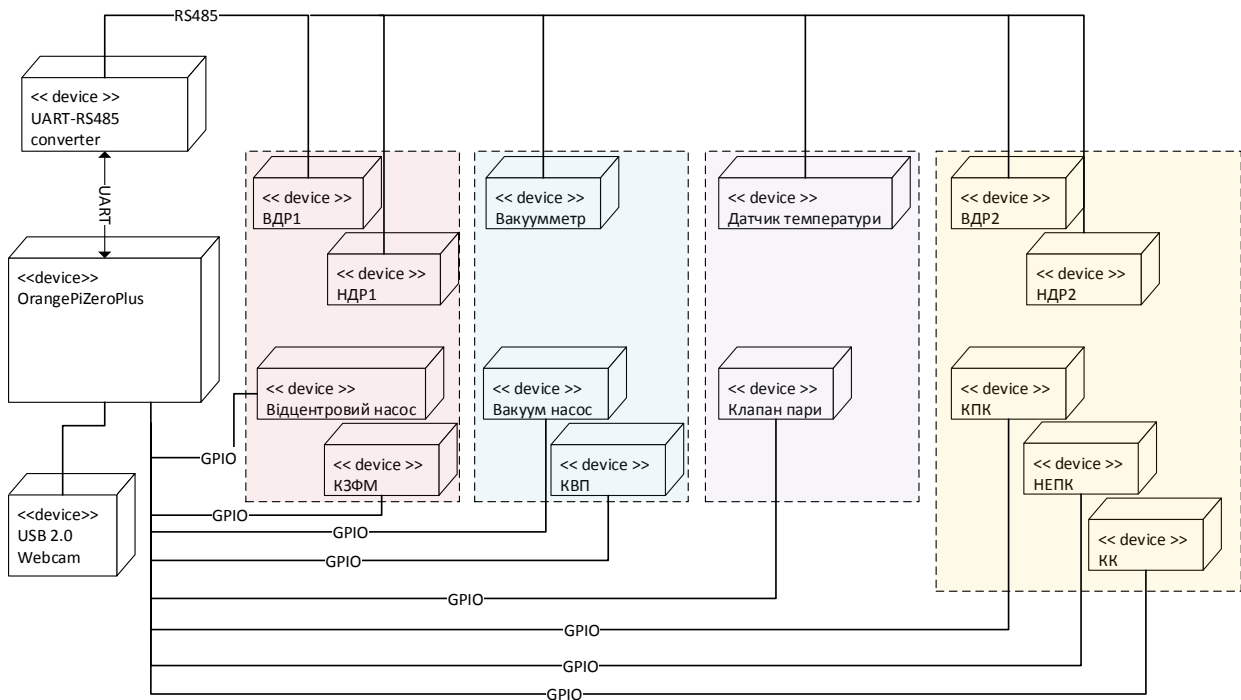 RS485
<< device >>
UART-RS485
converter
UART
<<device>>
OrangePiZeroPlus
<<device>>
USB 2.0
Webcam
<< device >>
ВДР1
<< device >>
НДР1
<< device >>
Відцентровий насос
<< device >>
КЗФМ
<< device >>
Вакуумметр
<< device >>
Вакуум насос
<< device >>
КВП
<< device >>
Датчик температури
<< device >>
Клапан пари
<< device >>
ВДР2
<< device >>
НДР2
<< device >>
КПК
<< device >>
НЕПК
<< device >>
КК
GPIO
GPIO
GPIO
GPIO
GPIO
GPIO
GPIO
GPIO